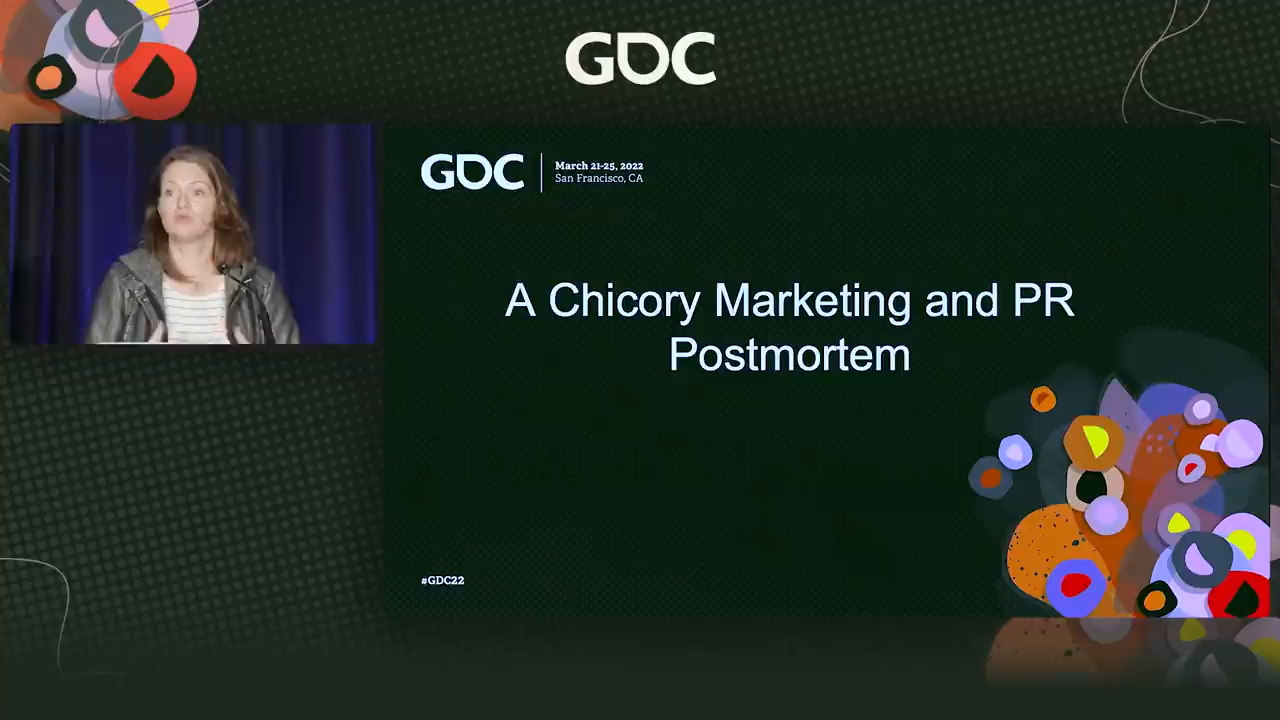 GDC
GDC
March 21-25, 2022
San Francisco, CA
A Chicory Marketing and PR
Postmortem
#GDC22